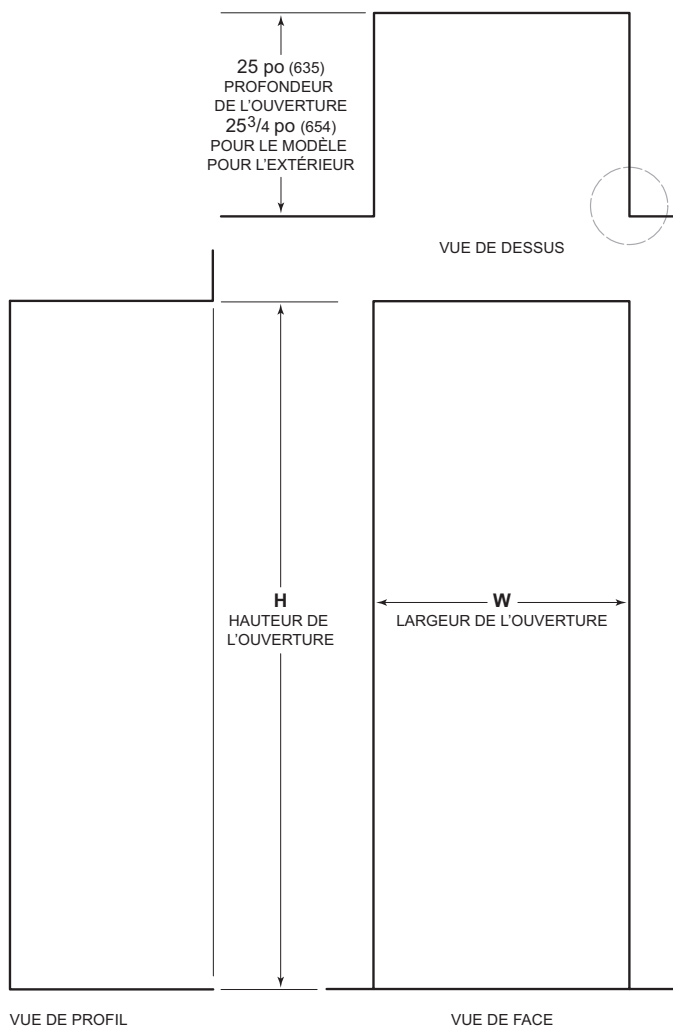 25 po (635)
PROFONDEUR
DE L'OUVERTURE
25 3/4 po (654)
POUR LE MODÈLE
POUR L'EXTÉRIEUR
VUE DE DESSUS
H
HAUTEUR DE
L'OUVERTURE
W
LARGEUR DE L'OUVERTURE
VUE DE PROFIL
VUE DE FACE